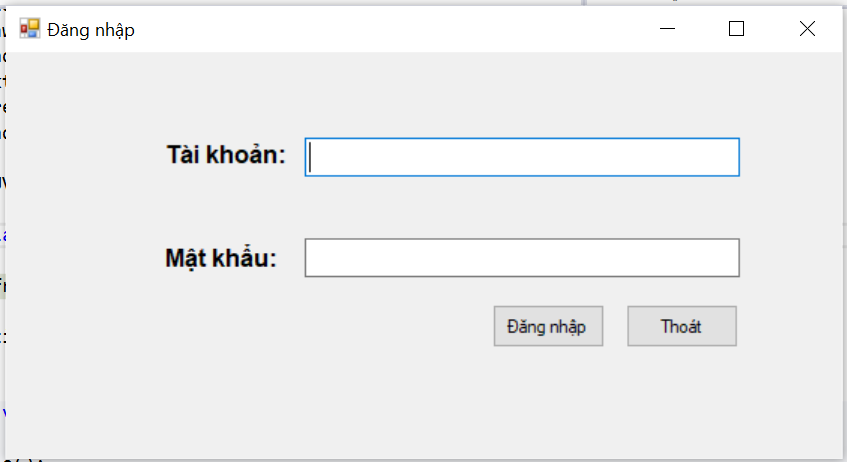 Đăng nhập
Tài khoản:
Mật khẩu:
Đăng nhập Thoát